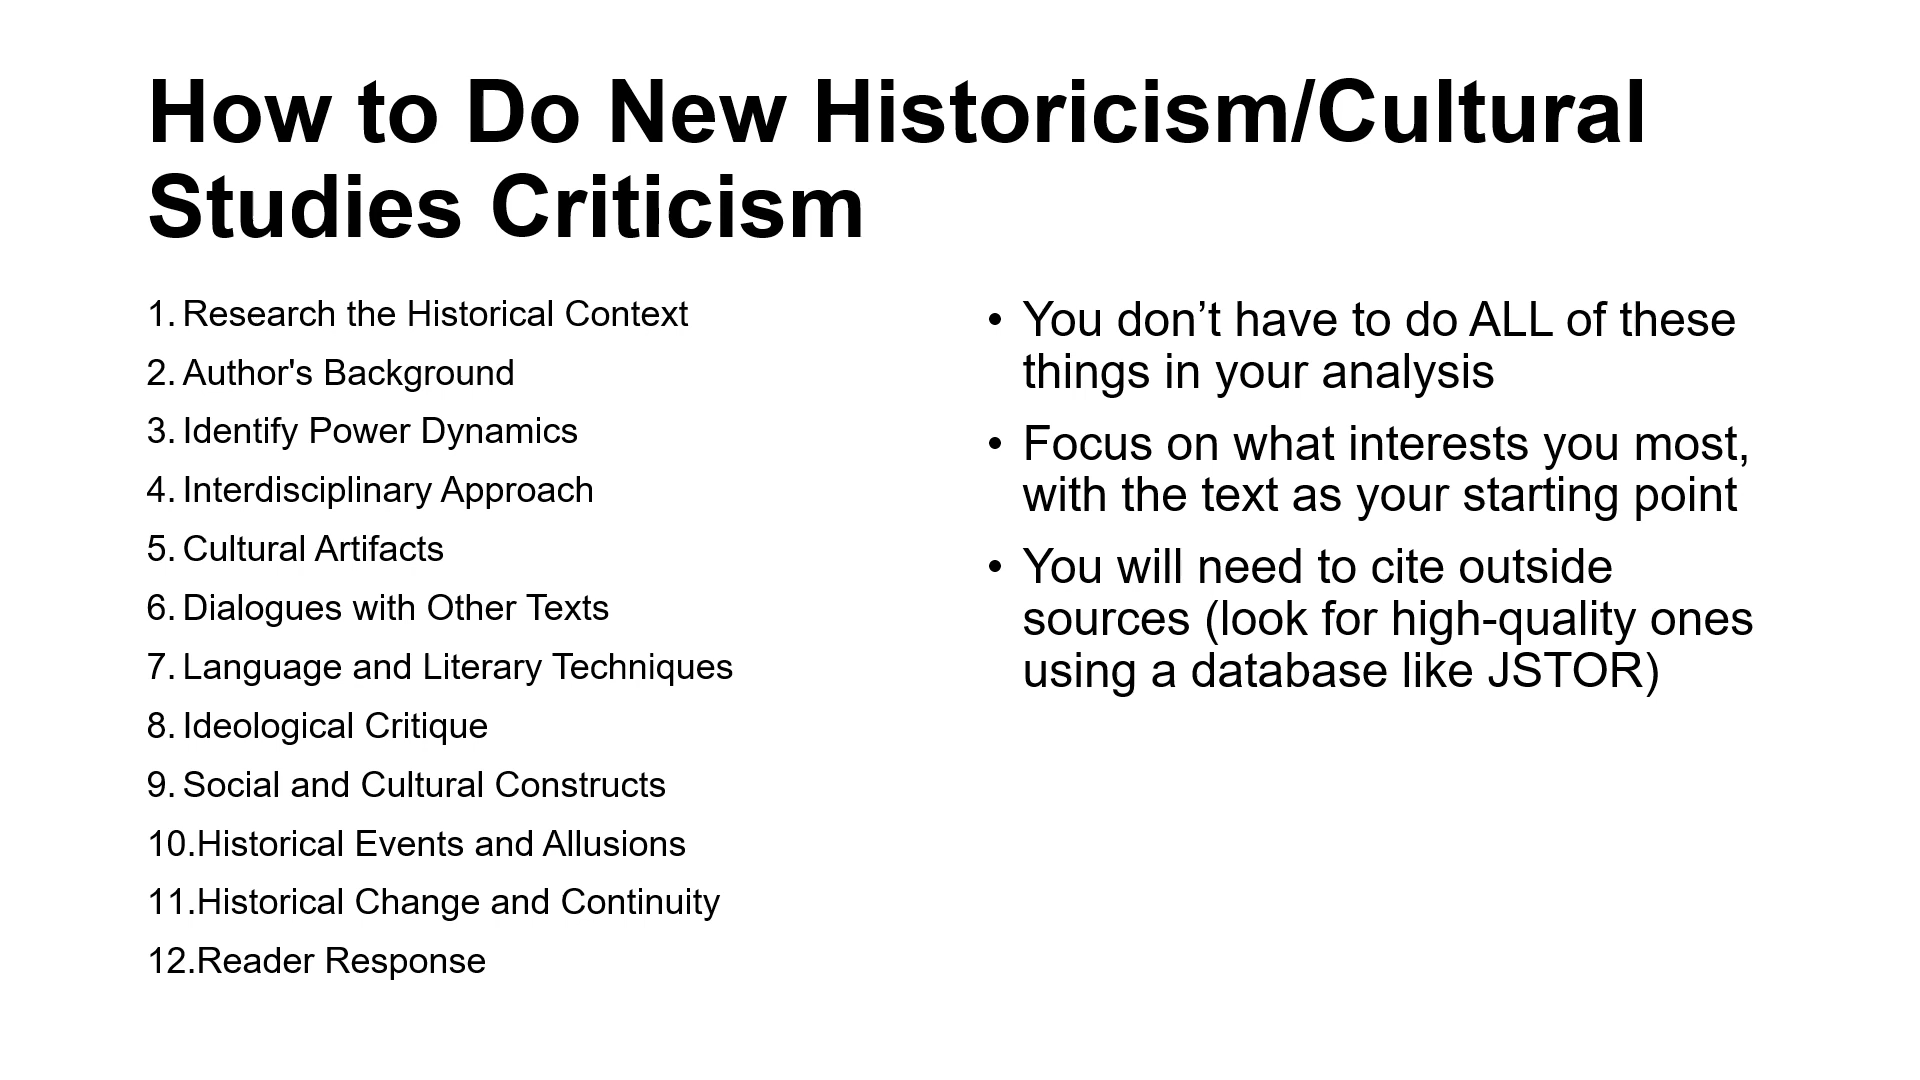 How to Do New Historicism/Cultural
Studies Criticism
1. Research the Historical Context
2. Author's Background
3. Identify Power Dynamics
4. Interdisciplinary Approach
5. Cultural Artifacts
6. Dialogues with Other Texts
7. Language and Literary Techniques
8. Ideological Critique
9. Social and Cultural Constructs
10.Historical Events and Allusions
11.Historical Change and Continuity
12.Reader Response
• You don’t have to do ALL of these
things in your analysis
• Focus on what interests you most,
with the text as your starting point
• You will need to cite outside
sources (look for high-quality ones
using a database like JSTOR)